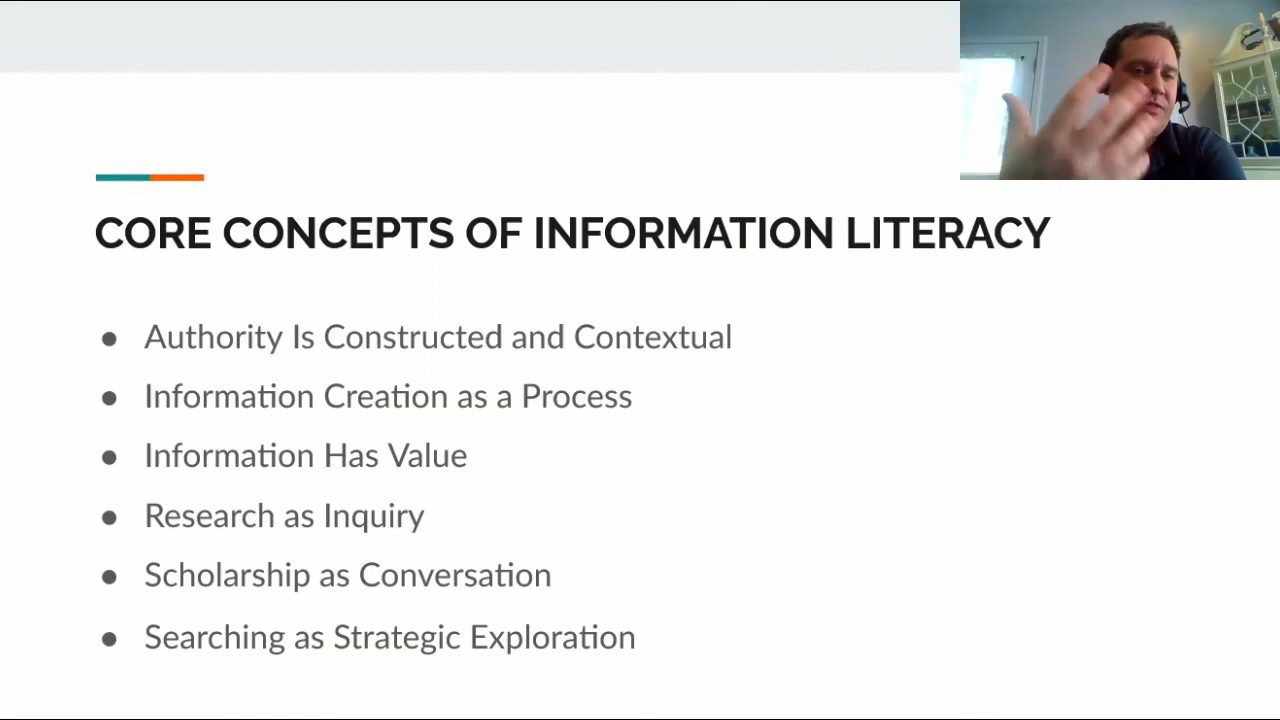 CORE CONCEPTS OF INFORMATION LITERACY
● Authority Is Constructed and Contextual
● Information Creation as a Process
● Information Has Value
● Research as Inquiry
● Scholarship as Conversation
● Searching as Strategic Exploration